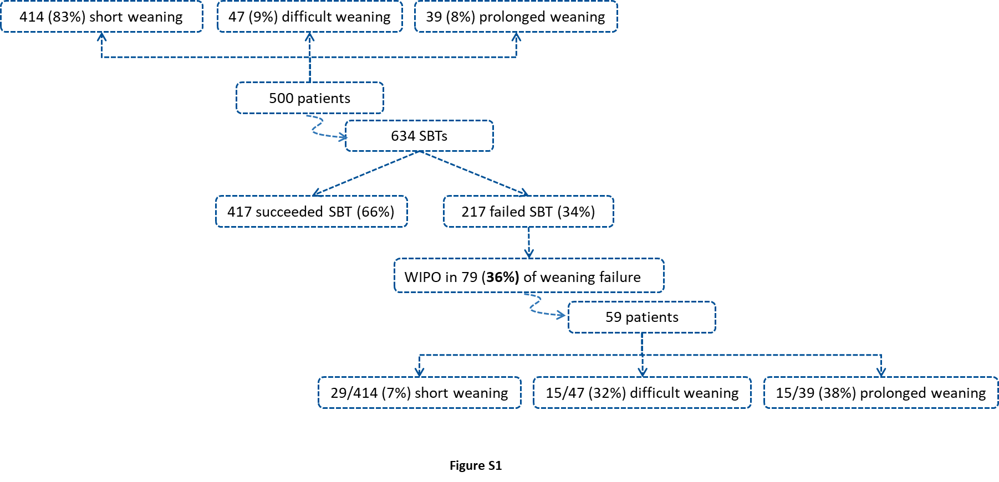 414 (83%) short weaning
47 (9%) difficult weaning
39 (8%) prolonged weaning
500 patients
634 SBTs
417 succeeded SBT (66%)
217 failed SBT (34%)
WIPO in 79 (36%) of weaning failure
59 patients
29/414 (7%) short weaning
15/47 (32%) difficult weaning
15/39 (38%) prolonged weaning
Figure S1